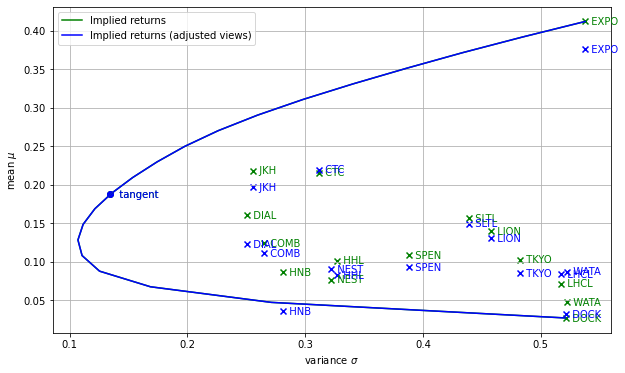 Implied returns
Implied returns (adjusted views)
mean μ
0.40
0.35
0.30
0.25
0.20
0.15
0.10
0.05
EXPO
EXPO
JKH
CTC
CTC
JKH
tangent
DIAL
SLTL
SLTL
LION
LION
DIAL
COMB
COMB
HHL
SPEN
TKYO
NEST
SPEN
HNB
WATA
TKYO
LHCL
HHL
NEST
LHCL
WATA
HNB
DOCK
DOCK
0.1
0.2
0.3
0.4
0.5
variance σ